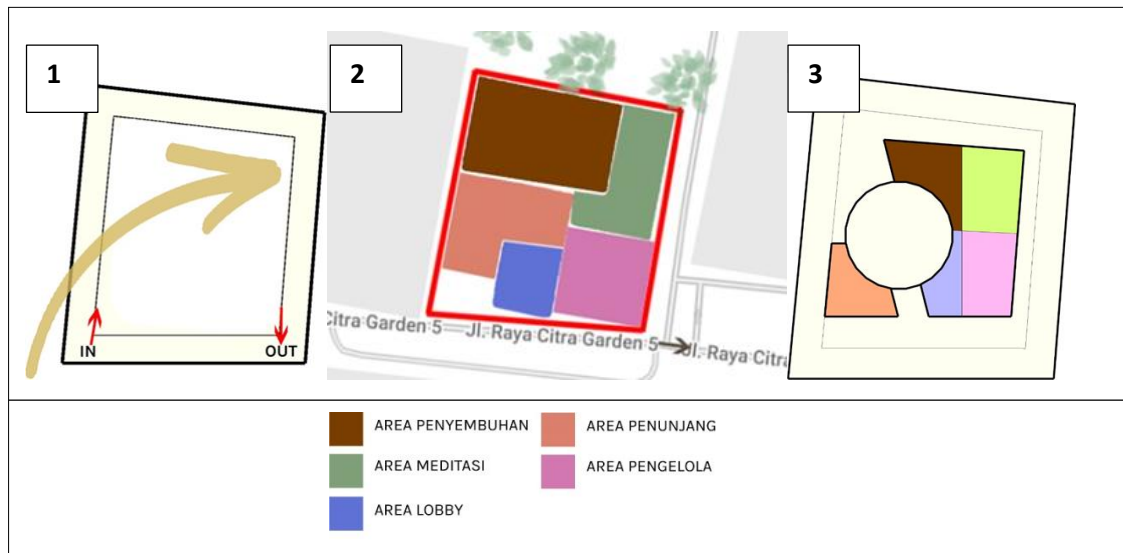 1
2
3
IN
OUT
Citra Garden 5
Jl. Raya Citra Garden 5
Jl. Raya Citra
AREA PENYEMBUHAN
AREA PENUNJANG
AREA MEDITASI
AREA PENGELOLA
AREA LOBBY